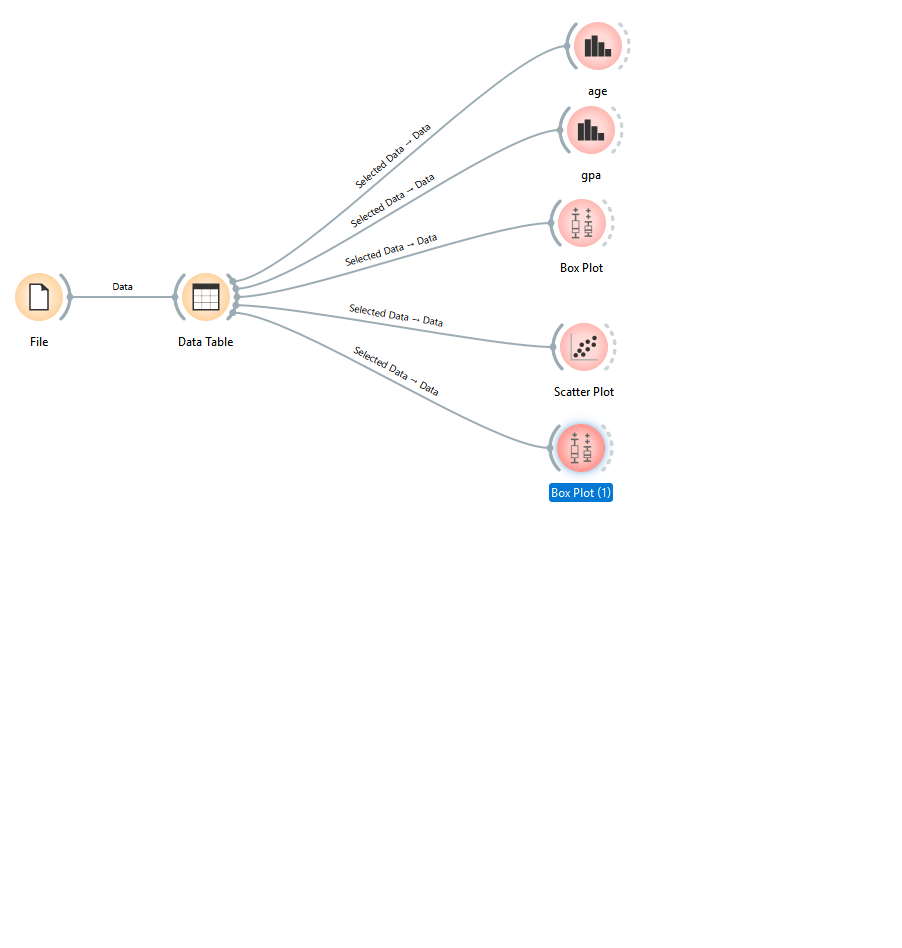 age
Selected Data → Data
gpa
Selected Data → Data
Selected Data → Data
Box Plot
Data
File
Data Table
Selected Data → Data
Scatter Plot
Selected Data → Data
Box Plot (1)